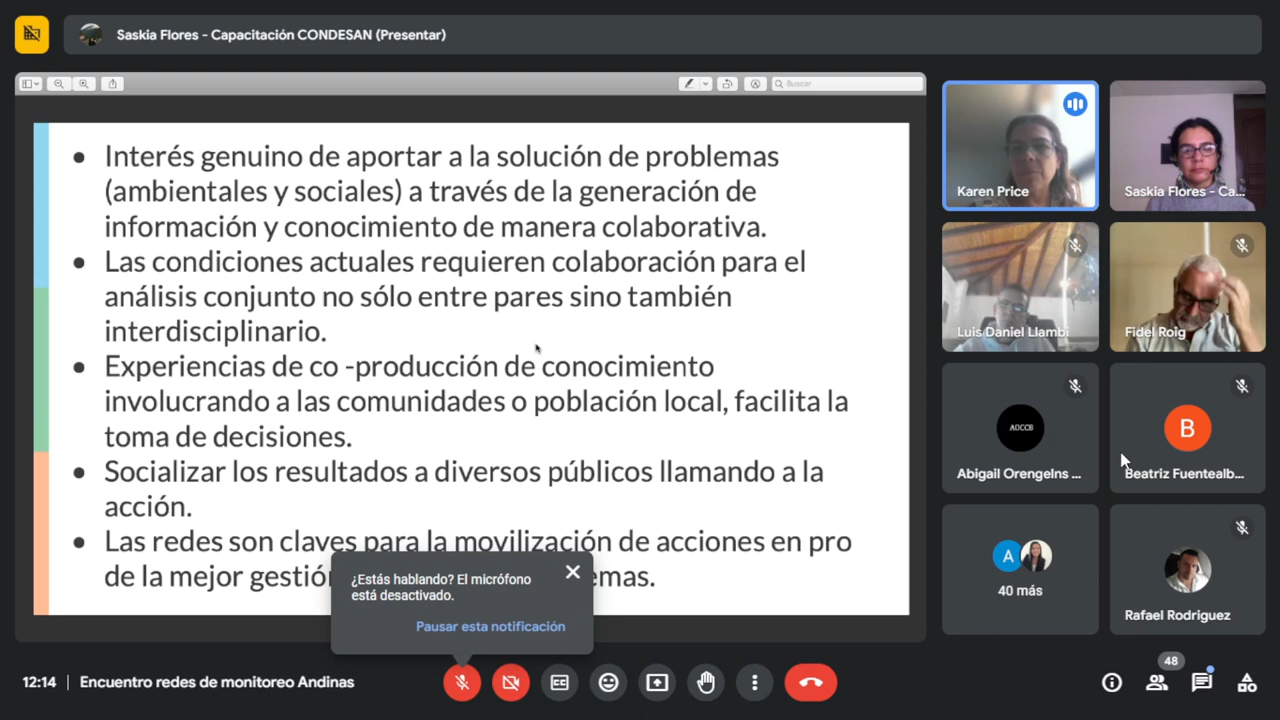 Saskia Flores - Capacitación CONDESAN (Presentar)
Buscar
• Interés genuino de aportar a la solución de problemas
(ambientales y sociales) a través de la generación de
información y conocimiento de manera colaborativa.
• Las condiciones actuales requieren colaboración para el
análisis conjunto no sólo entre pares sino también
interdisciplinario.
• Experiencias de co -producción de conocimiento
involucrando a las comunidades o población local, facilita la
toma de decisiones.
• Socializar los resultados a diversos públicos llamando a la
acción.
• Las redes son claves para la movilización de acciones en pro
de la mejor gestión
¿Estás hablando? El micrófono
está desactivado.
Pausar esta notificación
Karen Price
Saskia Flores - Ca...
Luis Daniel Llambi
Fidel Roig
AOCCB
Abigail OrengeIns ...
B
Beatriz Fuentealb...
A
40 más
Rafael Rodriguez
12:14 | Encuentro redes de monitoreo Andinas
48